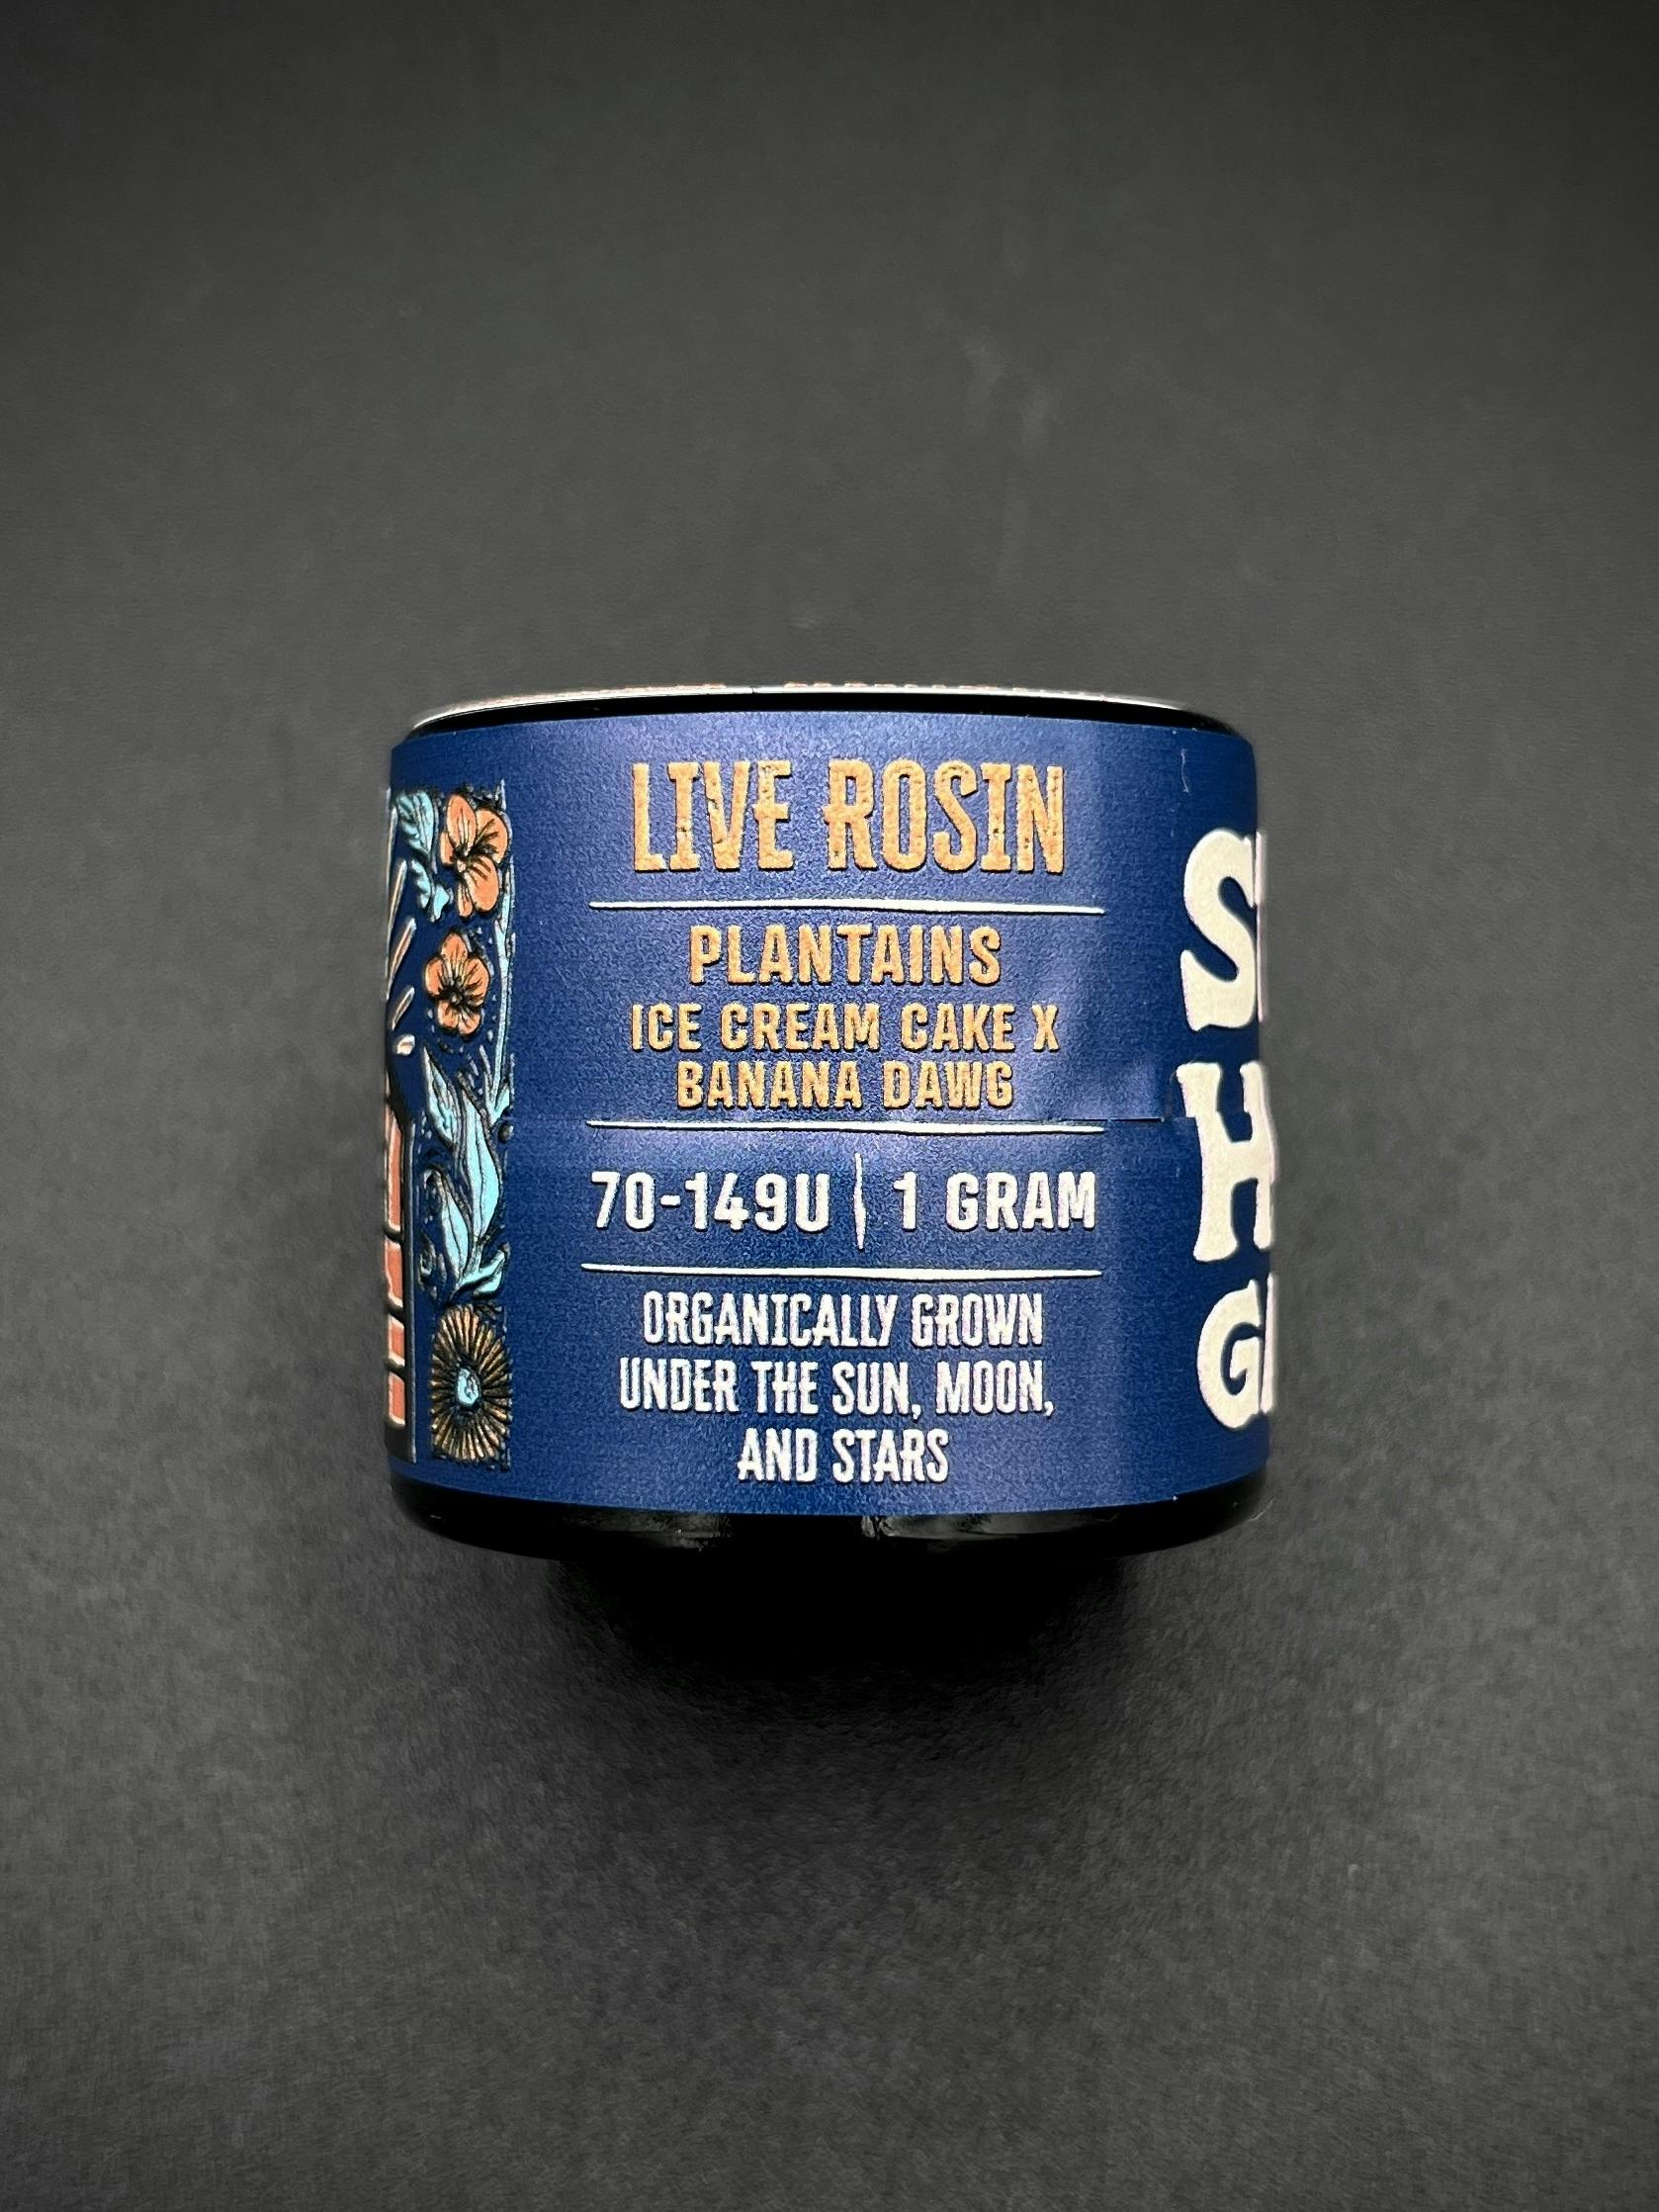 LIVE ROSIN
PLANTAINS
ICE CREAM CAKE X
BANANA DAWG
70-149U | 1 GRAM
ORGANICALLY GROWN
UNDER THE SUN, MOON,
AND STARS